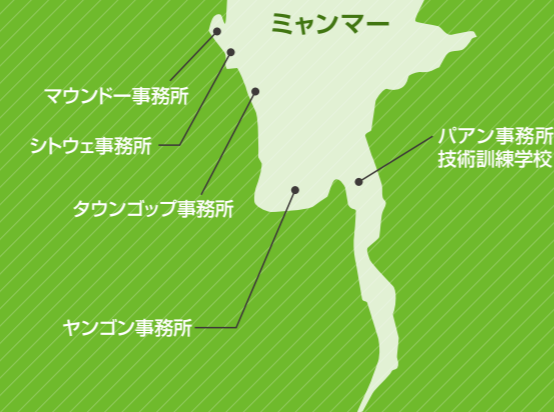 ミャンマー
マウンドー事務所
シトウェ事務所
パアン事務所
技術訓練学校
タウンゴップ事務所
ヤンゴン事務所